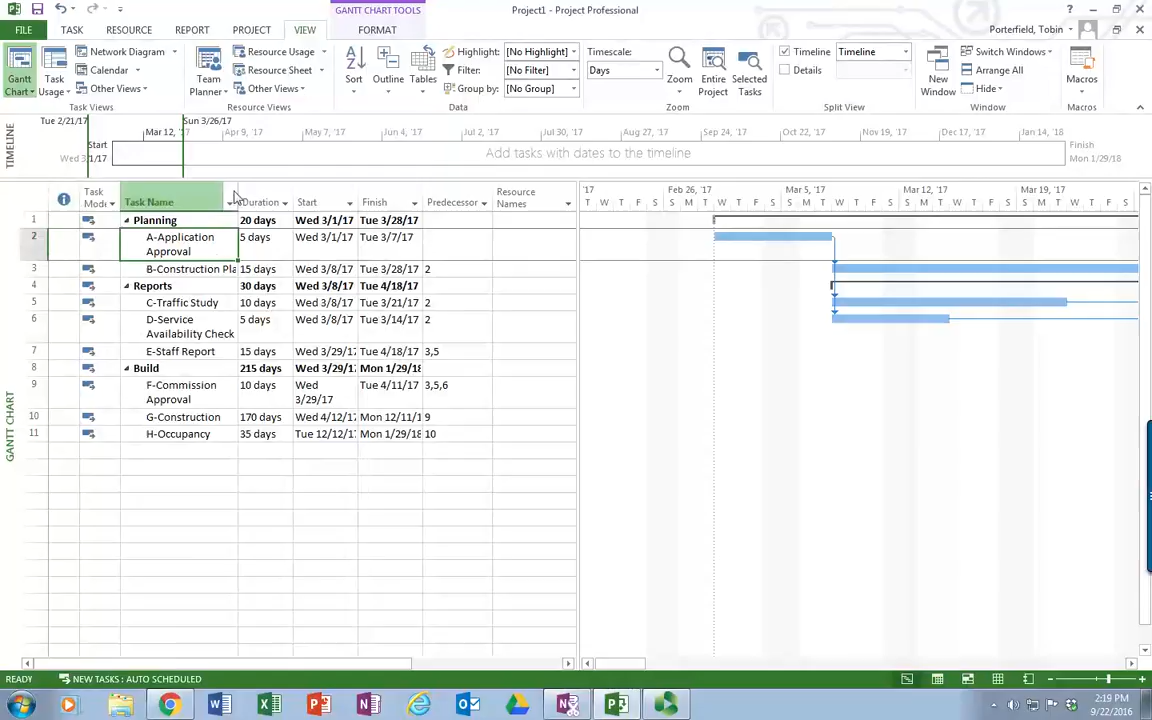 GANTT CHART TOOLS
Project1 - Project Professional
FILE TASK RESOURCE REPORT PROJECT VIEW FORMAT
Porterfield, Tobin
Gantt Chart
Task Usage
Network Diagram
Calendar
Other Views
Task Views
Team Planner
Resource Usage
Resource Sheet
Other Views
Resource Views
Sort
Outline
Tables
Highlight: [No Highlight]
Filter: [No Filter]
Group by: [No Group]
Data
Timescale:
Days
Zoom
Entire Project
Selected Tasks
Zoom
Timeline Timeline
Details
Split View
New Window
Switch Windows
Arrange All
Hide
Window
Macros
Macros
TIMELINE
Tue 2/21/17 Sun 3/26/17
Mar 12, '17 Apr 9, '17 May 7, '17 Jun 4, '17 Jul 2, '17 Jul 30, '17 Aug 27, '17 Sep 24, '17 Oct 22, '17 Nov 19, '17 Dec 17, '17 Jan 14, '18
Start
Wed 3/1/17
Add tasks with dates to the timeline
Finish
Mon 1/29/18
GANTT CHART
Task Mode Task Name Duration Start Finish Predecessor Resource Names
1 Planning 20 days Wed 3/1/17 Tue 3/28/17
2 A-Application Approval 5 days Wed 3/1/17 Tue 3/7/17
3 B-Construction Pla 15 days Wed 3/8/17 Tue 3/28/17 2
4 Reports 30 days Wed 3/8/17 Tue 4/18/17
5 C-Traffic Study 10 days Wed 3/8/17 Tue 3/21/17 2
6 D-Service Availability Check 5 days Wed 3/8/17 Tue 3/14/17 2
7 E-Staff Report 15 days Wed 3/29/17 Tue 4/18/17 3,5
8 Build 215 days Wed 3/29/17 Mon 1/29/18
9 F-Commission Approval 10 days Wed 3/29/17 Tue 4/11/17 3,5,6
10 G-Construction 170 days Wed 4/12/17 Mon 12/11/1 9
11 H-Occupancy 35 days Tue 12/12/17 Mon 1/29/18 10
'17 Feb 26, '17 Mar 5, '17 Mar 12, '17 Mar 19, '17
T W T F S S M T W T F S S M T W T F S S M T W T F S S M T W T F S
READY NEW TASKS : AUTO SCHEDULED
2:19 PM
9/22/2016